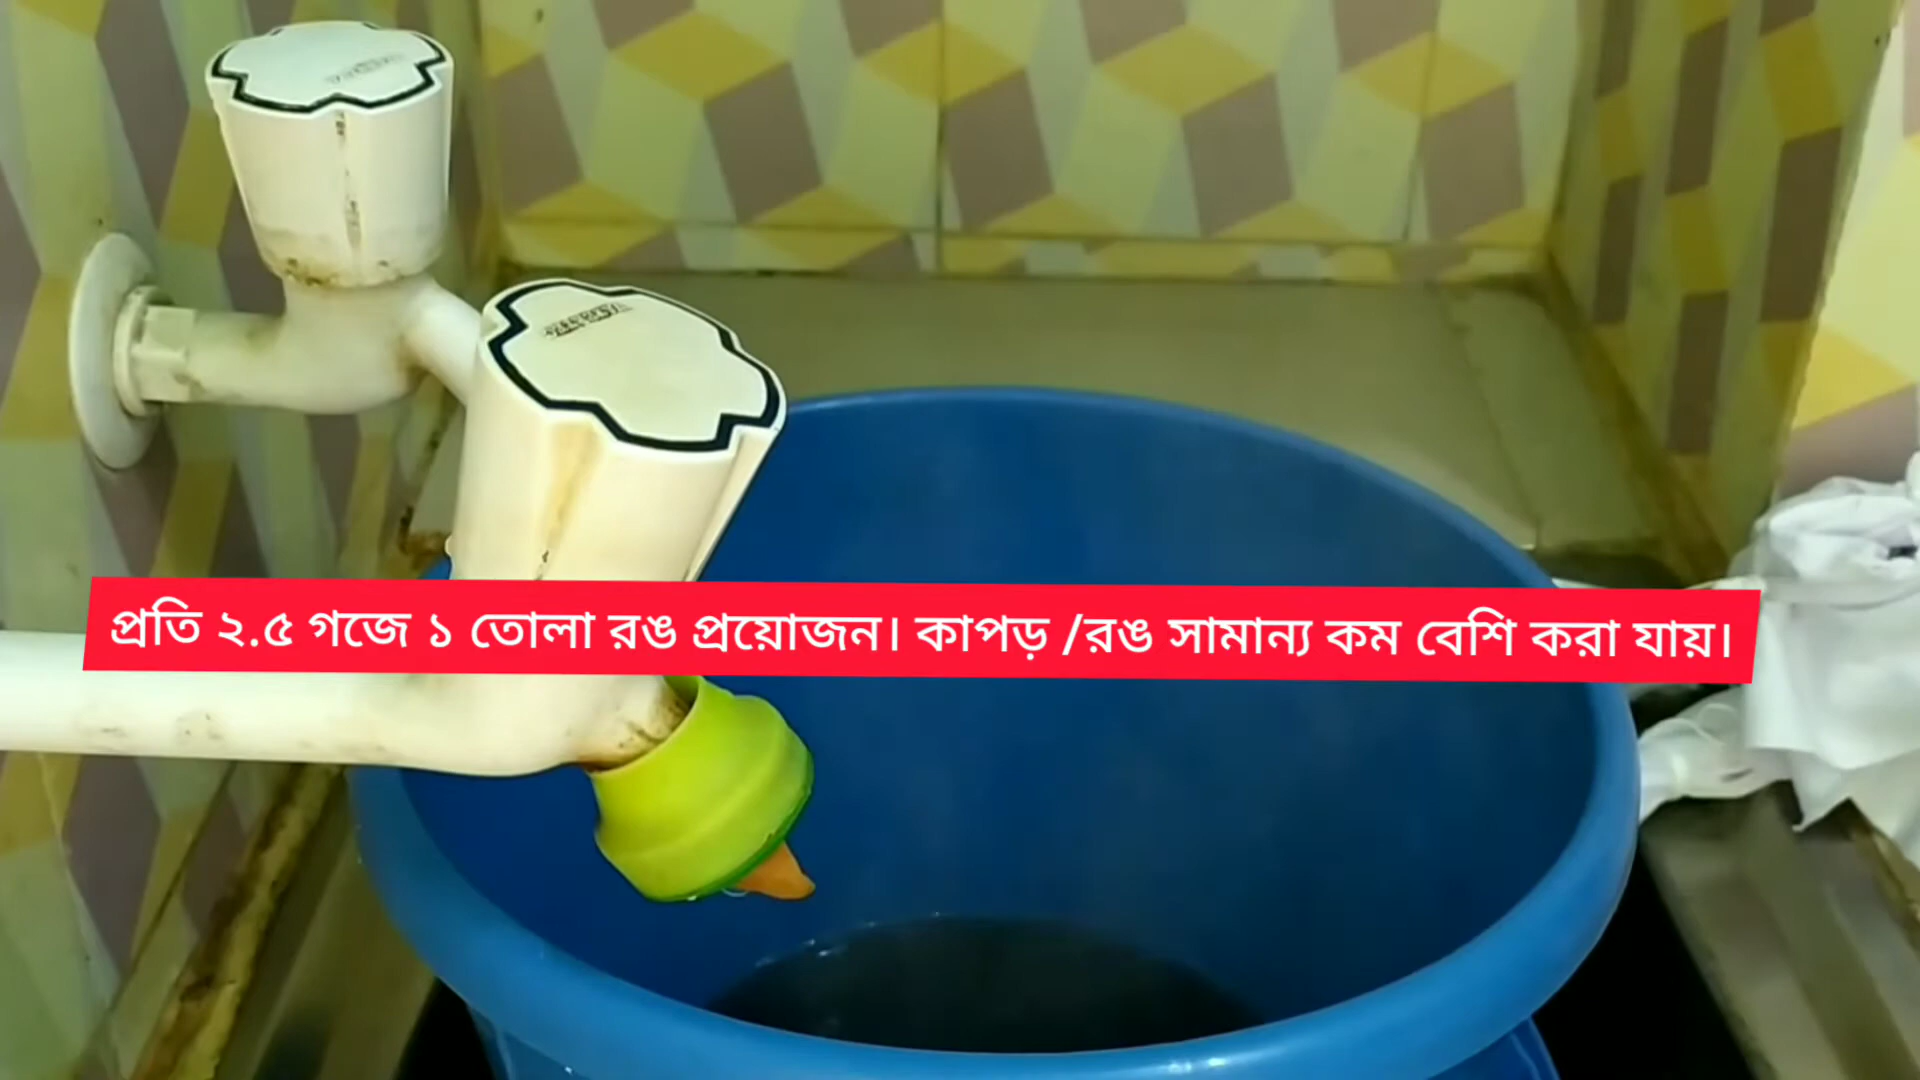 প্রতি ২.৫ গজে ১ তোলা রঙ প্রয়োজন। কাপড় /রঙ সামান্য কম বেশি করা যায়।